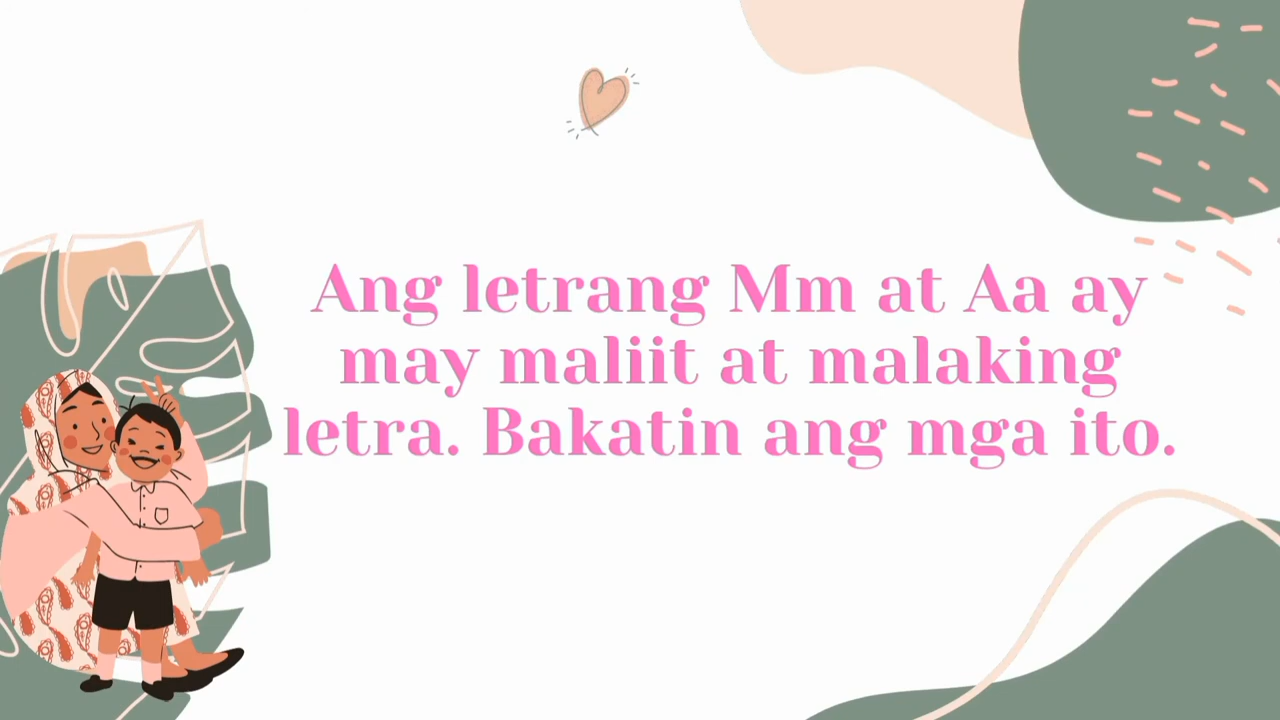 Ang letrang Mm at Aa ay
may maliit at malaking
letra. Bakatin ang mga ito.